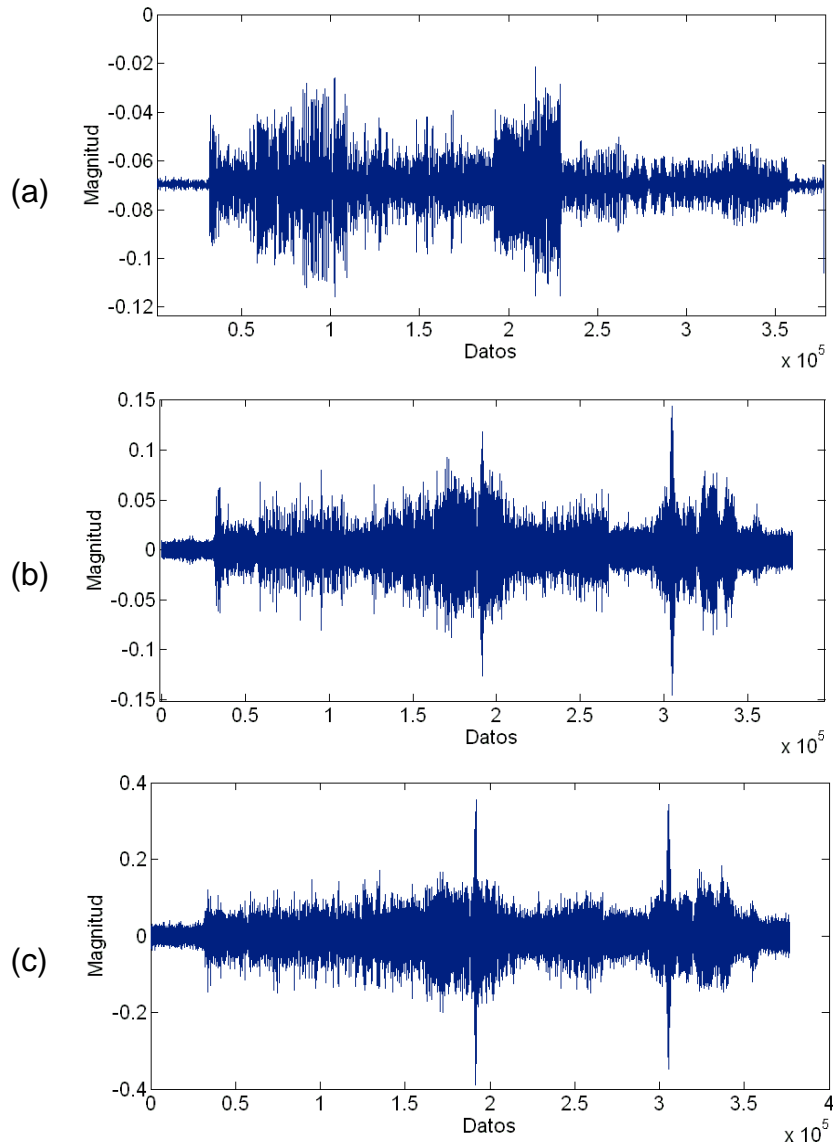 (a)
Magnitud
0
-0.02
-0.04
-0.06
-0.08
-0.1
-0.12
0.5 1 1.5 2 2.5 3 3.5
Datos
x 10^5
(b)
Magnitud
0.15
0.1
0.05
0
-0.05
-0.1
-0.15
0 0.5 1 1.5 2 2.5 3 3.5
Datos
x 10^5
(c)
Magnitud
0.4
0.2
0
-0.2
-0.4
0 0.5 1 1.5 2 2.5 3 3.5 4
Datos
x 10^5